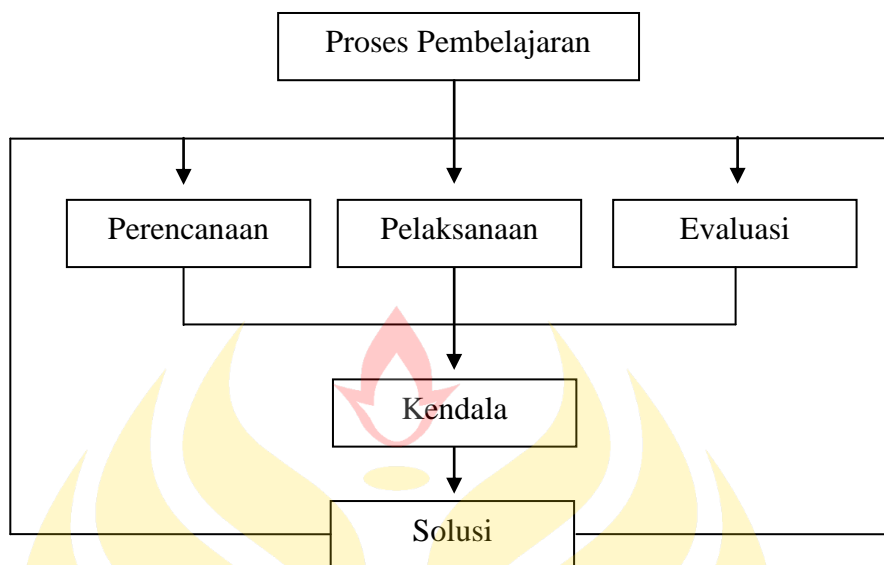 Proses Pembelajaran
Perencanaan
Pelaksanaan
Evaluasi
Kendala
Solusi